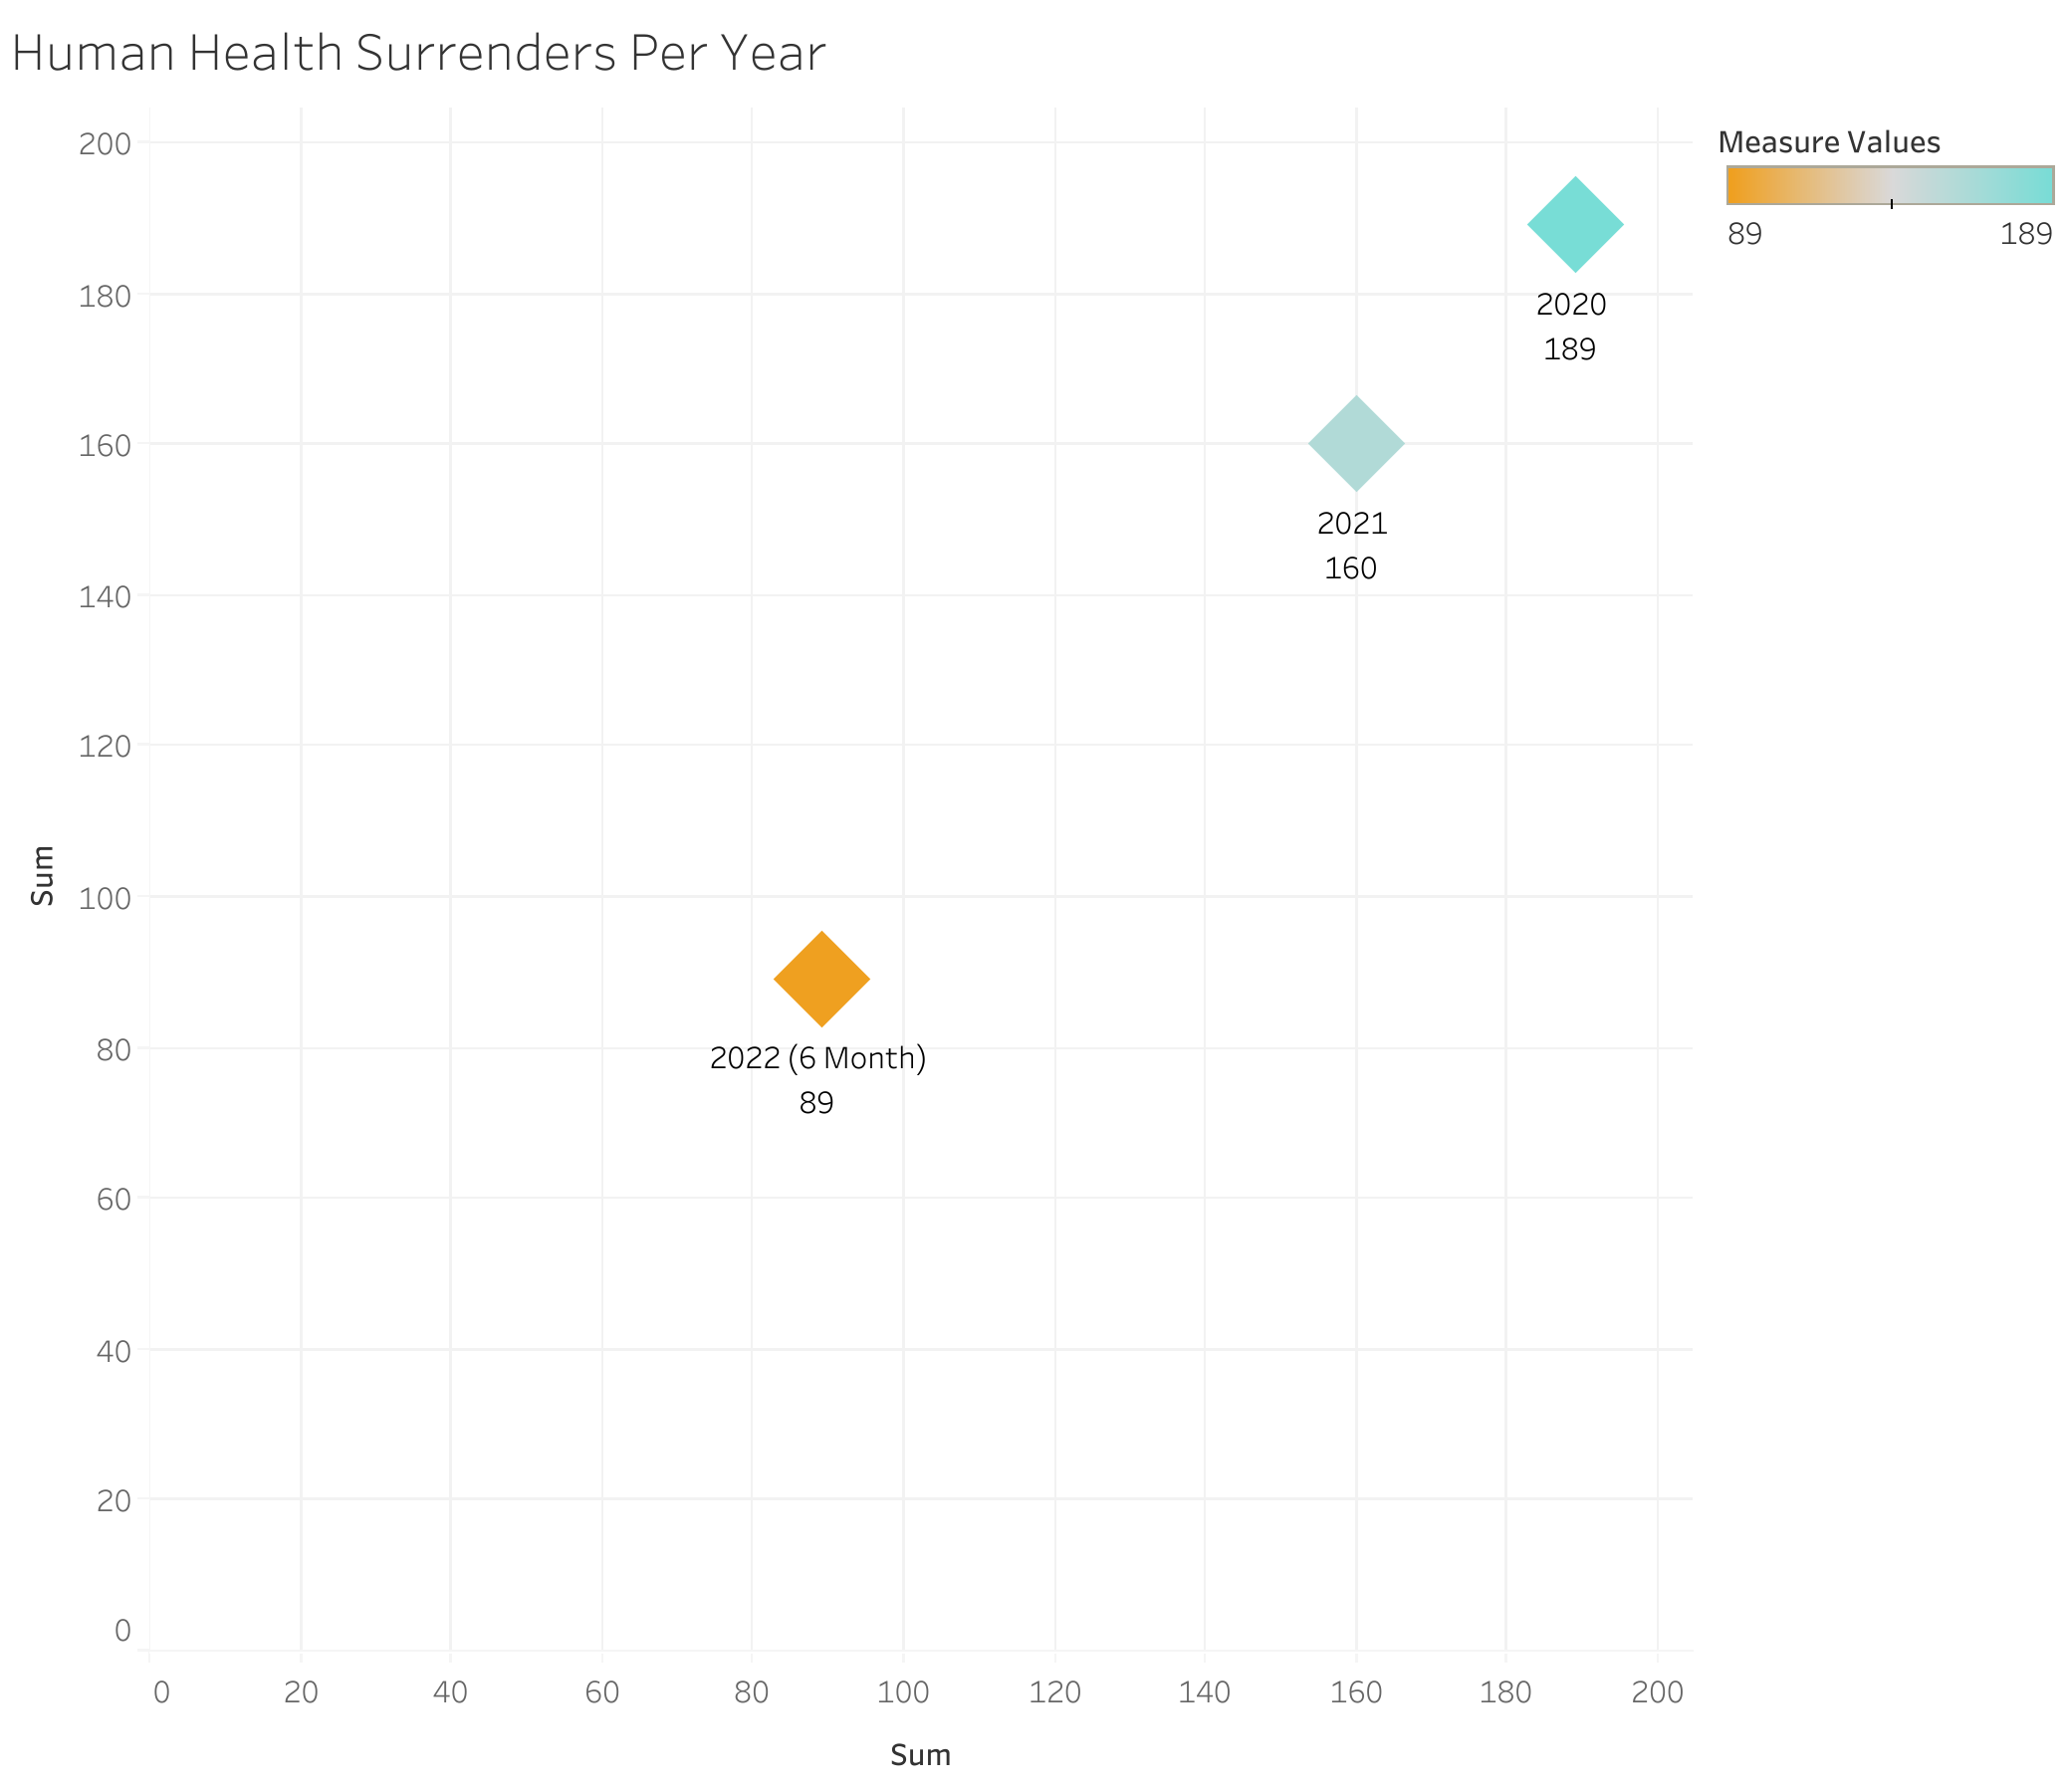 Human Health Surrenders Per Year
Measure Values
89 189
200
180
160
140
120
100
80
60
40
20
0
Sum
2020
189
2021
160
2022 (6 Month)
89
0 20 40 60 80 100 120 140 160 180 200
Sum